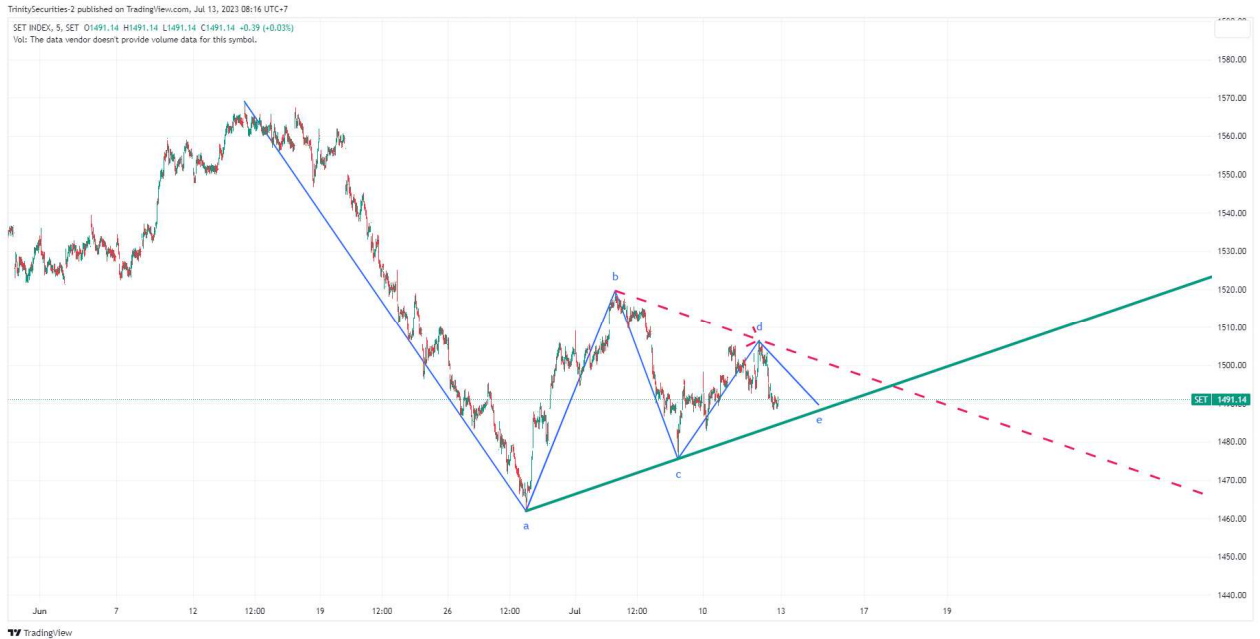 TrinitySecurities-2 published on TradingView.com, Jul 13, 2023 08:16 UTC+7
SET INDEX, 5, SET O1491.14 H1491.14 L1491.14 C1491.14 +0.39 (+0.03%)
Vol: The data vendor doesn't provide volume data for this symbol.
1580.00
1570.00
1560.00
1550.00
1540.00
1530.00
b
1520.00
d
1510.00
1500.00
SET 1491.14
e
1480.00
c
1470.00
1460.00
a
1450.00
1440.00
Jun 7 12 12:00 19 12:00 26 12:00 Jul 12:00 10 13 17 19
TradingView